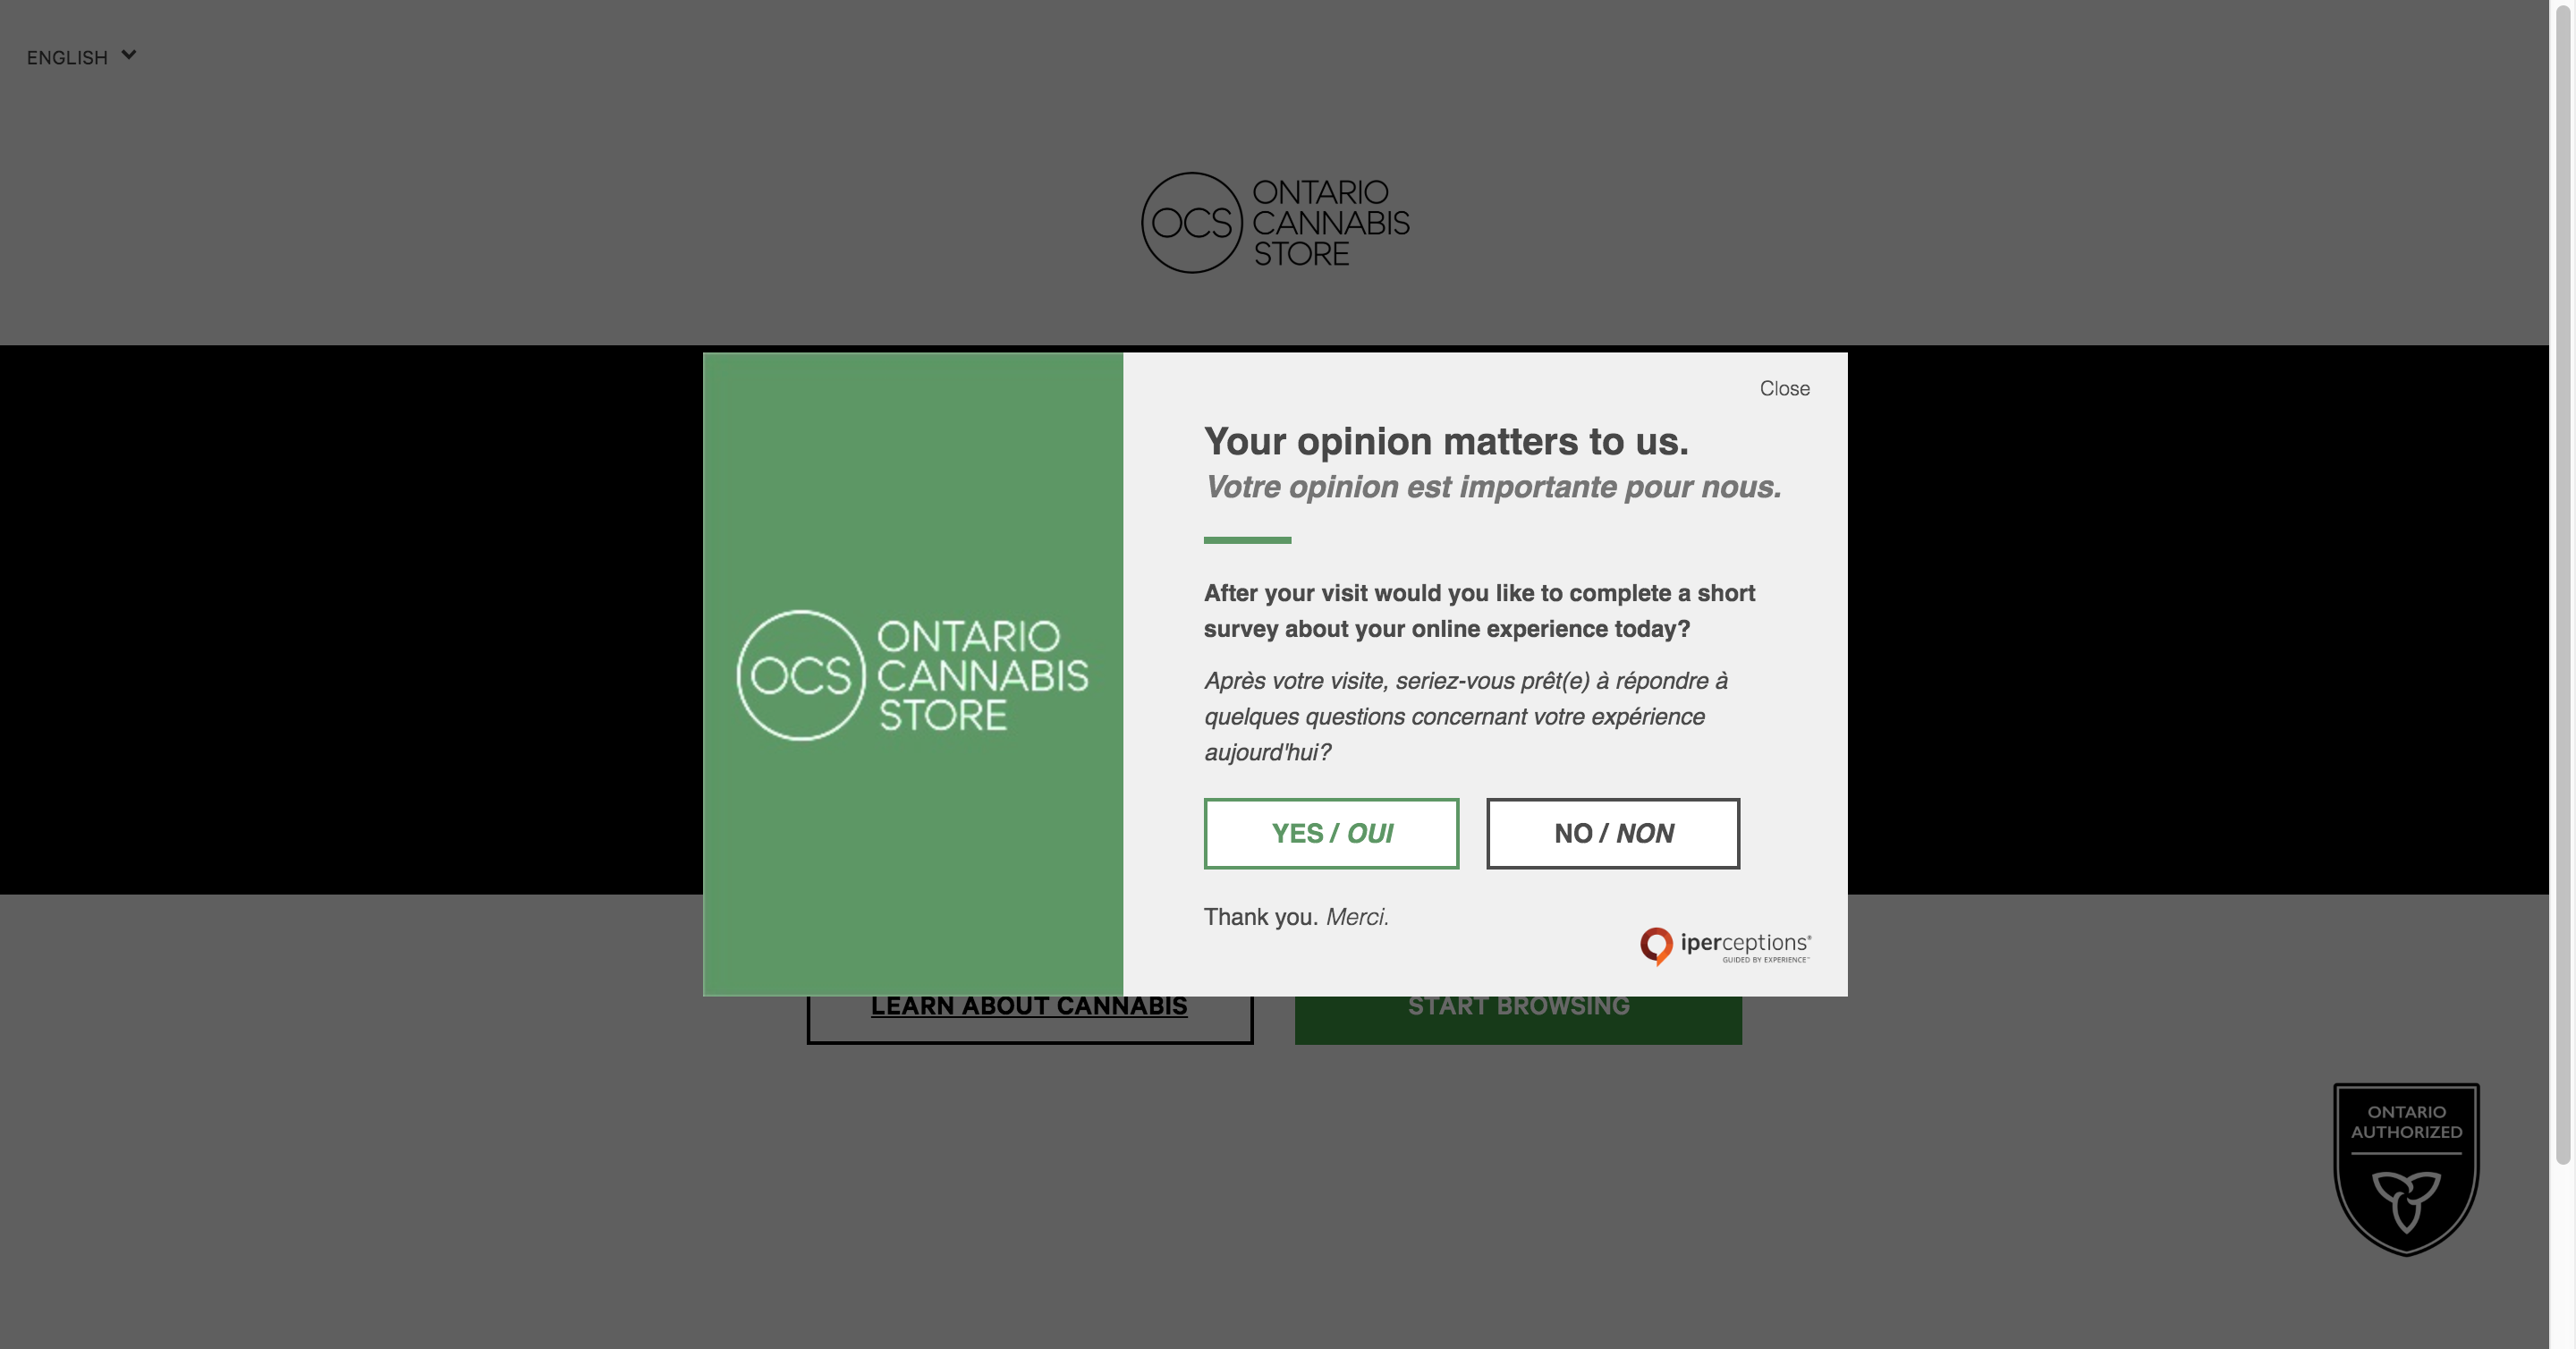 ENGLISH
OCS
ONTARIO
CANNABIS
STORE
Close
Your opinion matters to us.
Votre opinion est importante pour nous.
After your visit would you like to complete a short
survey about your online experience today?
Après votre visite, seriez-vous prêt(e) à répondre à
quelques questions concernant votre expérience
aujourd'hui?
OCS
ONTARIO
CANNABIS
STORE
YES / OUI
NO / NON
Thank you. Merci.
iperceptions®
GUIDED BY EXERIENCE™
LEARN ABOUT CANNABIS
START BROWSING
ONTARIO
AUTHORIZED